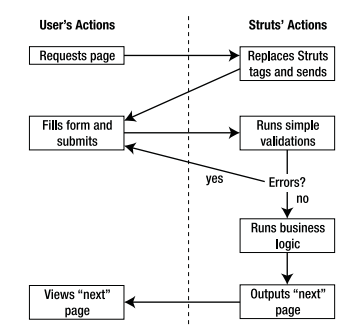 User's Actions
Struts' Actions
Requests page
Replaces Struts
tags and sends
Fills form and
submits
Runs simple
validations
yes
Errors?
no
Runs business
logic
Views “next”
page
Outputs “next”
page